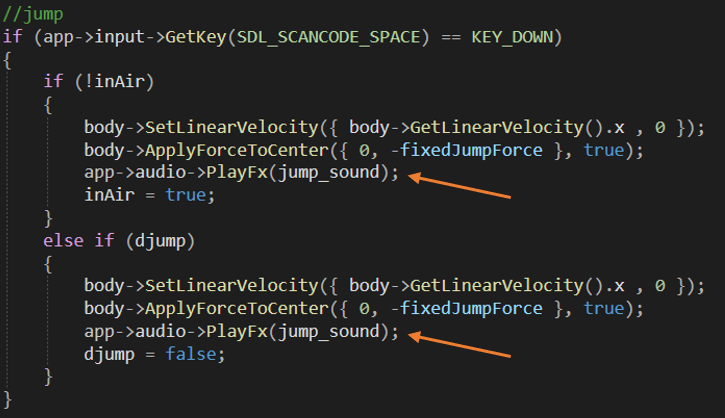 //jump
if (app->input->GetKey(SDL_SCANCODE_SPACE) == KEY_DOWN)
{
if (!inAir)
{
body->SetLinearVelocity({ body->GetLinearVelocity().x , 0 });
body->ApplyForceToCenter({ 0, -fixedJumpForce }, true);
app->audio->PlayFx(jump_sound);
inAir = true;
}
else if (djump)
{
body->SetLinearVelocity({ body->GetLinearVelocity().x , 0 });
body->ApplyForceToCenter({ 0, -fixedJumpForce }, true);
app->audio->PlayFx(jump_sound);
djump = false;
}
}